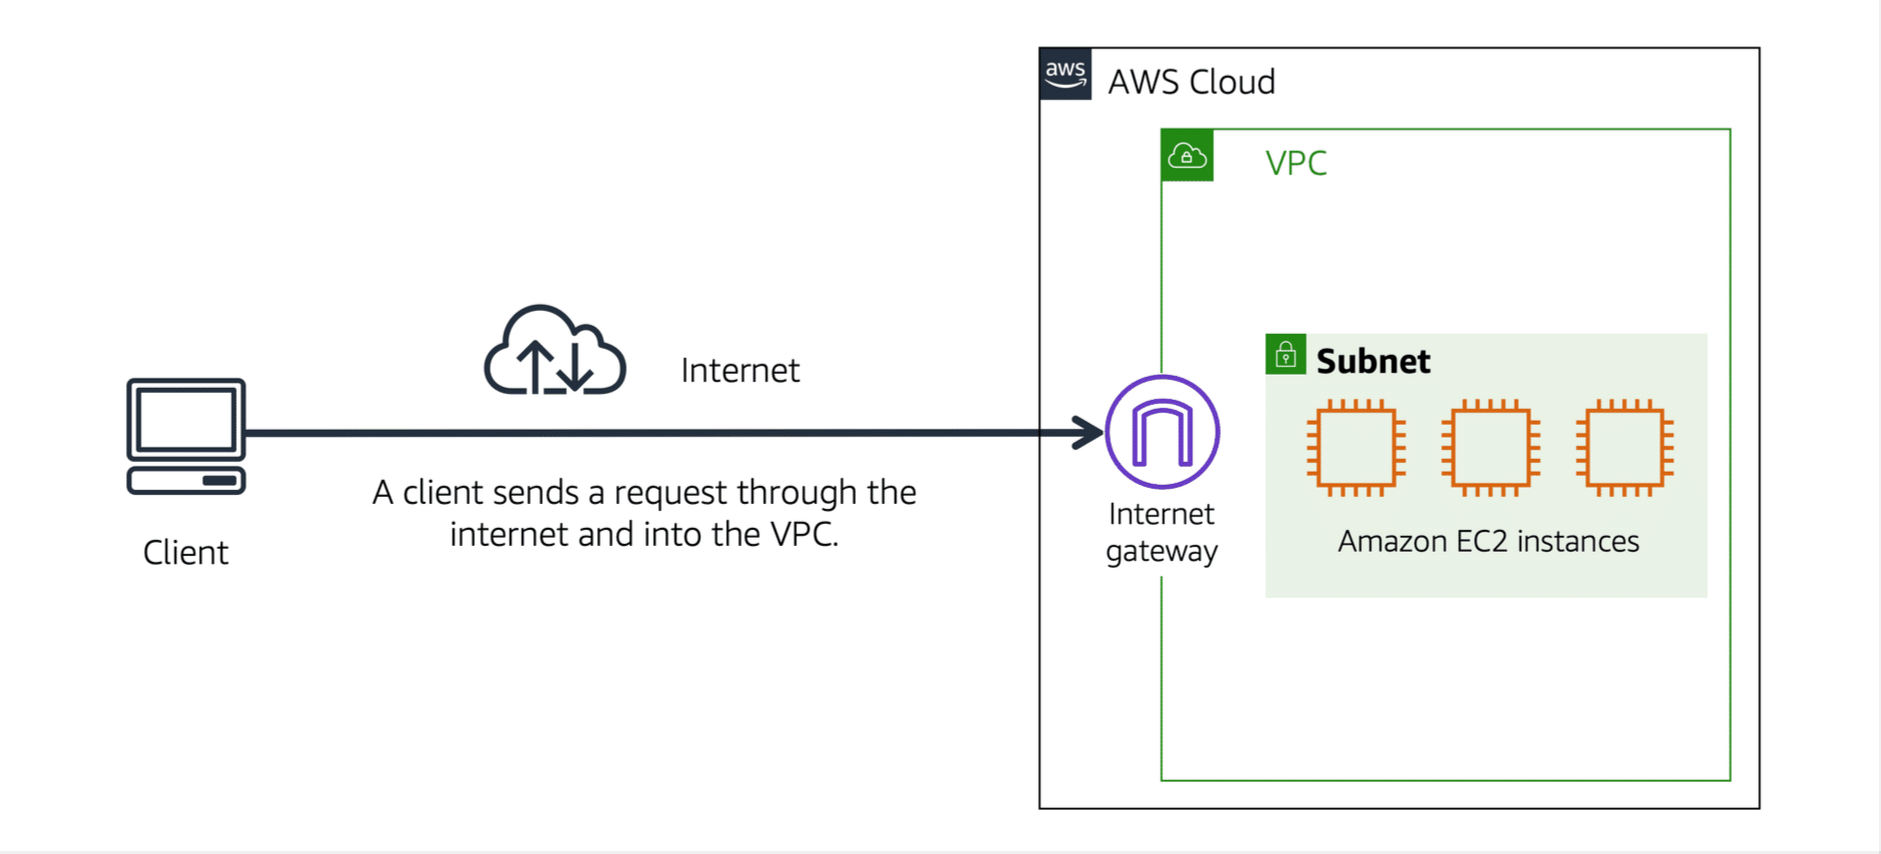 aws
AWS Cloud
VPC
Internet
Subnet
A client sends a request through the
internet and into the VPC.
Client
Internet
gateway
Amazon EC2 instances